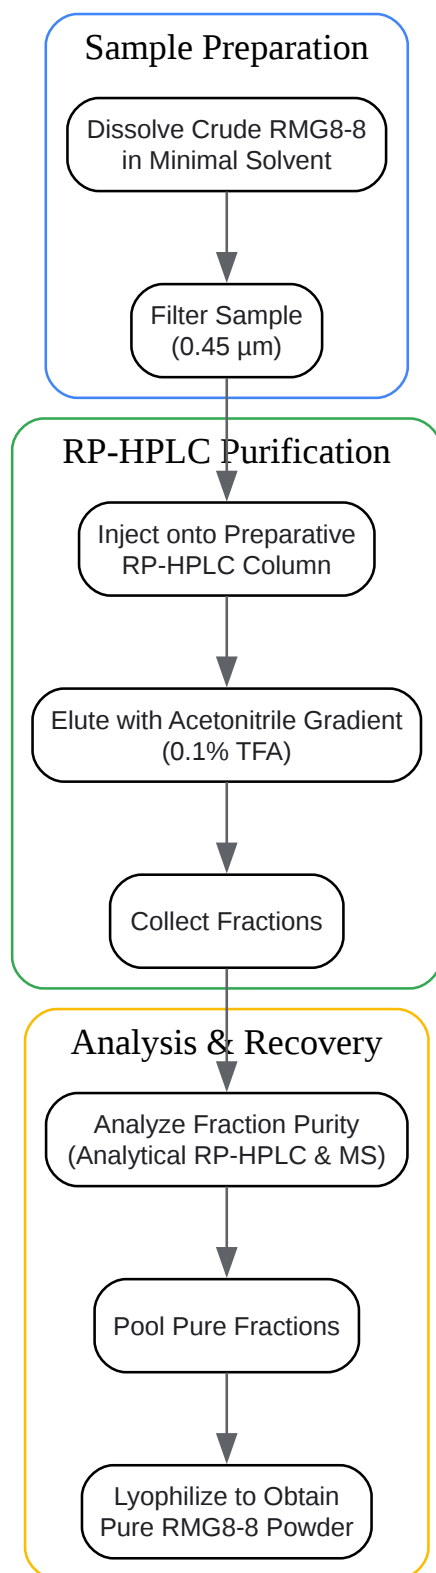 Sample Preparation
Dissolve Crude RMG8-8
in Minimal Solvent
Filter Sample
(0.45 µm)
RP-HPLC Purification
Inject onto Preparative
RP-HPLC Column
Elute with Acetonitrile Gradient
(0.1% TFA)
Collect Fractions
Analysis & Recovery
Analyze Fraction Purity
(Analytical RP-HPLC & MS)
Pool Pure Fractions
Lyophilize to Obtain
Pure RMG8-8 Powder